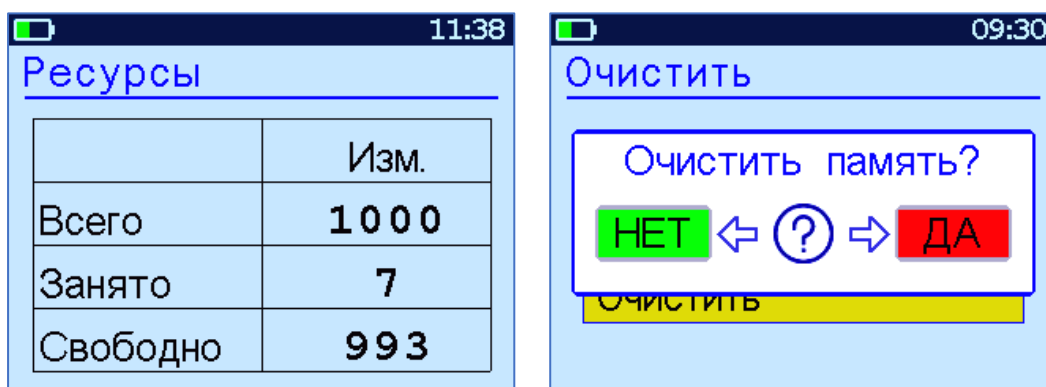 11:38
Ресурсы
Изм.
Всего 1000
Занято 7
Свободно 993
09:30
Очистить
Очистить память?
НЕТ ? ДА
Очистить